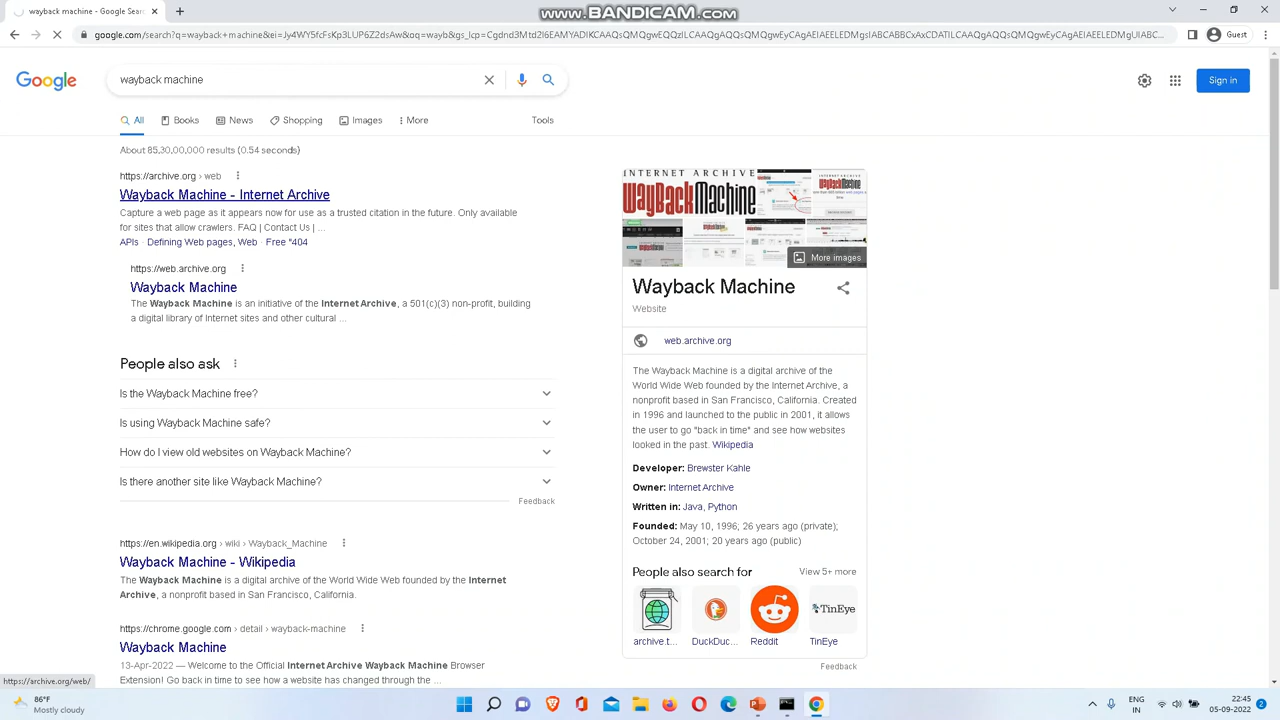 www.BANDICAM.com
wayback machine - Google Sear
google.com/search?q=wayback+machine&ei=
Guest
Google
wayback machine
Sign in
All
Books
News
Shopping
Images
More
Tools
About 85,30,00,000 results (0.54 seconds)
https://archive.org › web
Machine - Internet Archive
Capture a web page as it appears now for use as a trusted citation in the future. Only available
FAQ
Web pages, Web
404
https://web.archive.org
Wayback Machine
The Wayback Machine is an initiative of the Internet Archive, a 501(c)(3) non-profit, building
a digital library of Internet sites and other cultural ...
People also ask
Is the Wayback Machine free?
Is using Wayback Machine safe?
How do I view old websites on Wayback Machine?
Is there another site like Wayback Machine?
Feedback
https://en.wikipedia.org › wiki › Wayback_Machine
Wayback Machine - Wikipedia
The Wayback Machine is a digital archive of the World Wide Web founded by the Internet
Archive, a nonprofit based in San Francisco, California.
https://chrome.google.com › detail › wayback-machine
Wayback Machine
13-Apr-2022 — Welcome to the Official Internet Archive Wayback Machine Browser
Go back in time to see how a website has changed through the ...
https://archive.org/web/
INTERNET ARCHIVE
WayBackMachine
More images
Wayback Machine
Website
web.archive.org
The Wayback Machine is a digital archive of the
World Wide Web founded by the Internet Archive, a
nonprofit based in San Francisco, California. Created
in 1996 and launched to the public in 2001, it allows
the user to go "back in time" and see how websites
looked in the past. Wikipedia
Developer: Brewster Kahle
Owner: Internet Archive
Written in: Java, Python
Founded: May 10, 1996; 26 years ago (private);
October 24, 2001; 20 years ago (public)
People also search for
View 5+ more
TinEye
archive.t...
DuckDuc...
Reddit
TinEye
Feedback
86°F
Mostly cloudy
ENG
IN
22:45
05-09-2022
2